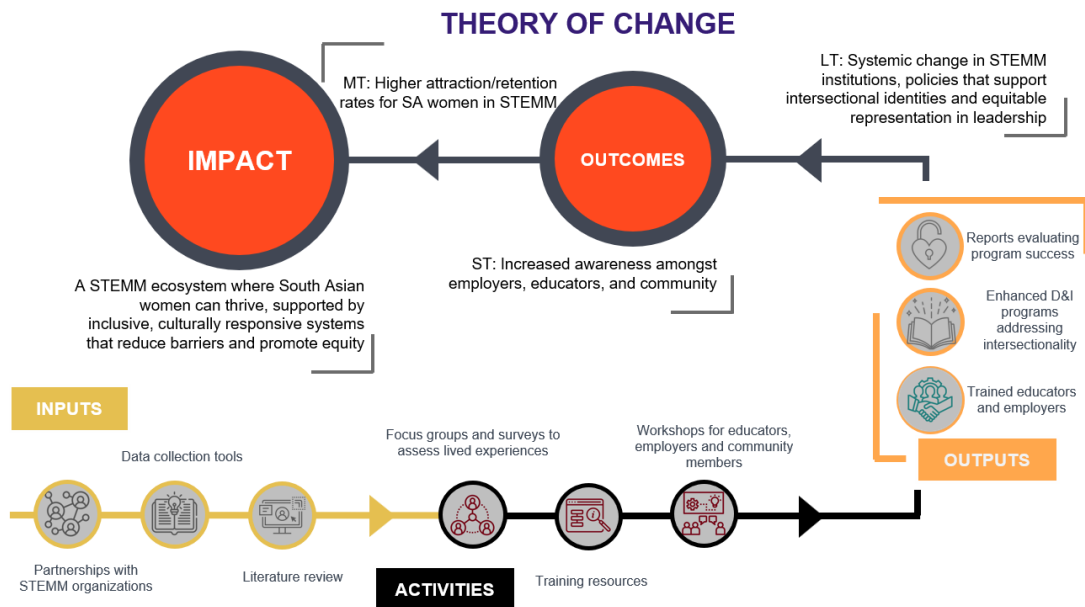 THEORY OF CHANGE
MT: Higher attraction/retention
rates for SA women in STEMM
LT: Systemic change in STEMM
institutions, policies that support
intersectional identities and equitable
representation in leadership
IMPACT
OUTCOMES
ST: Increased awareness amongst
employers, educators, and community
A STEMM ecosystem where South Asian
women can thrive, supported by
inclusive, culturally responsive systems
that reduce barriers and promote equity
Reports evaluating
program success
Enhanced D&I
programs
addressing
intersectionality
Trained educators
and employers
OUTPUTS
INPUTS
Data collection tools
Partnerships with
STEMM organizations
Literature review
Focus groups and surveys to
assess lived experiences
Workshops for educators,
employers and community
members
ACTIVITIES
Training resources